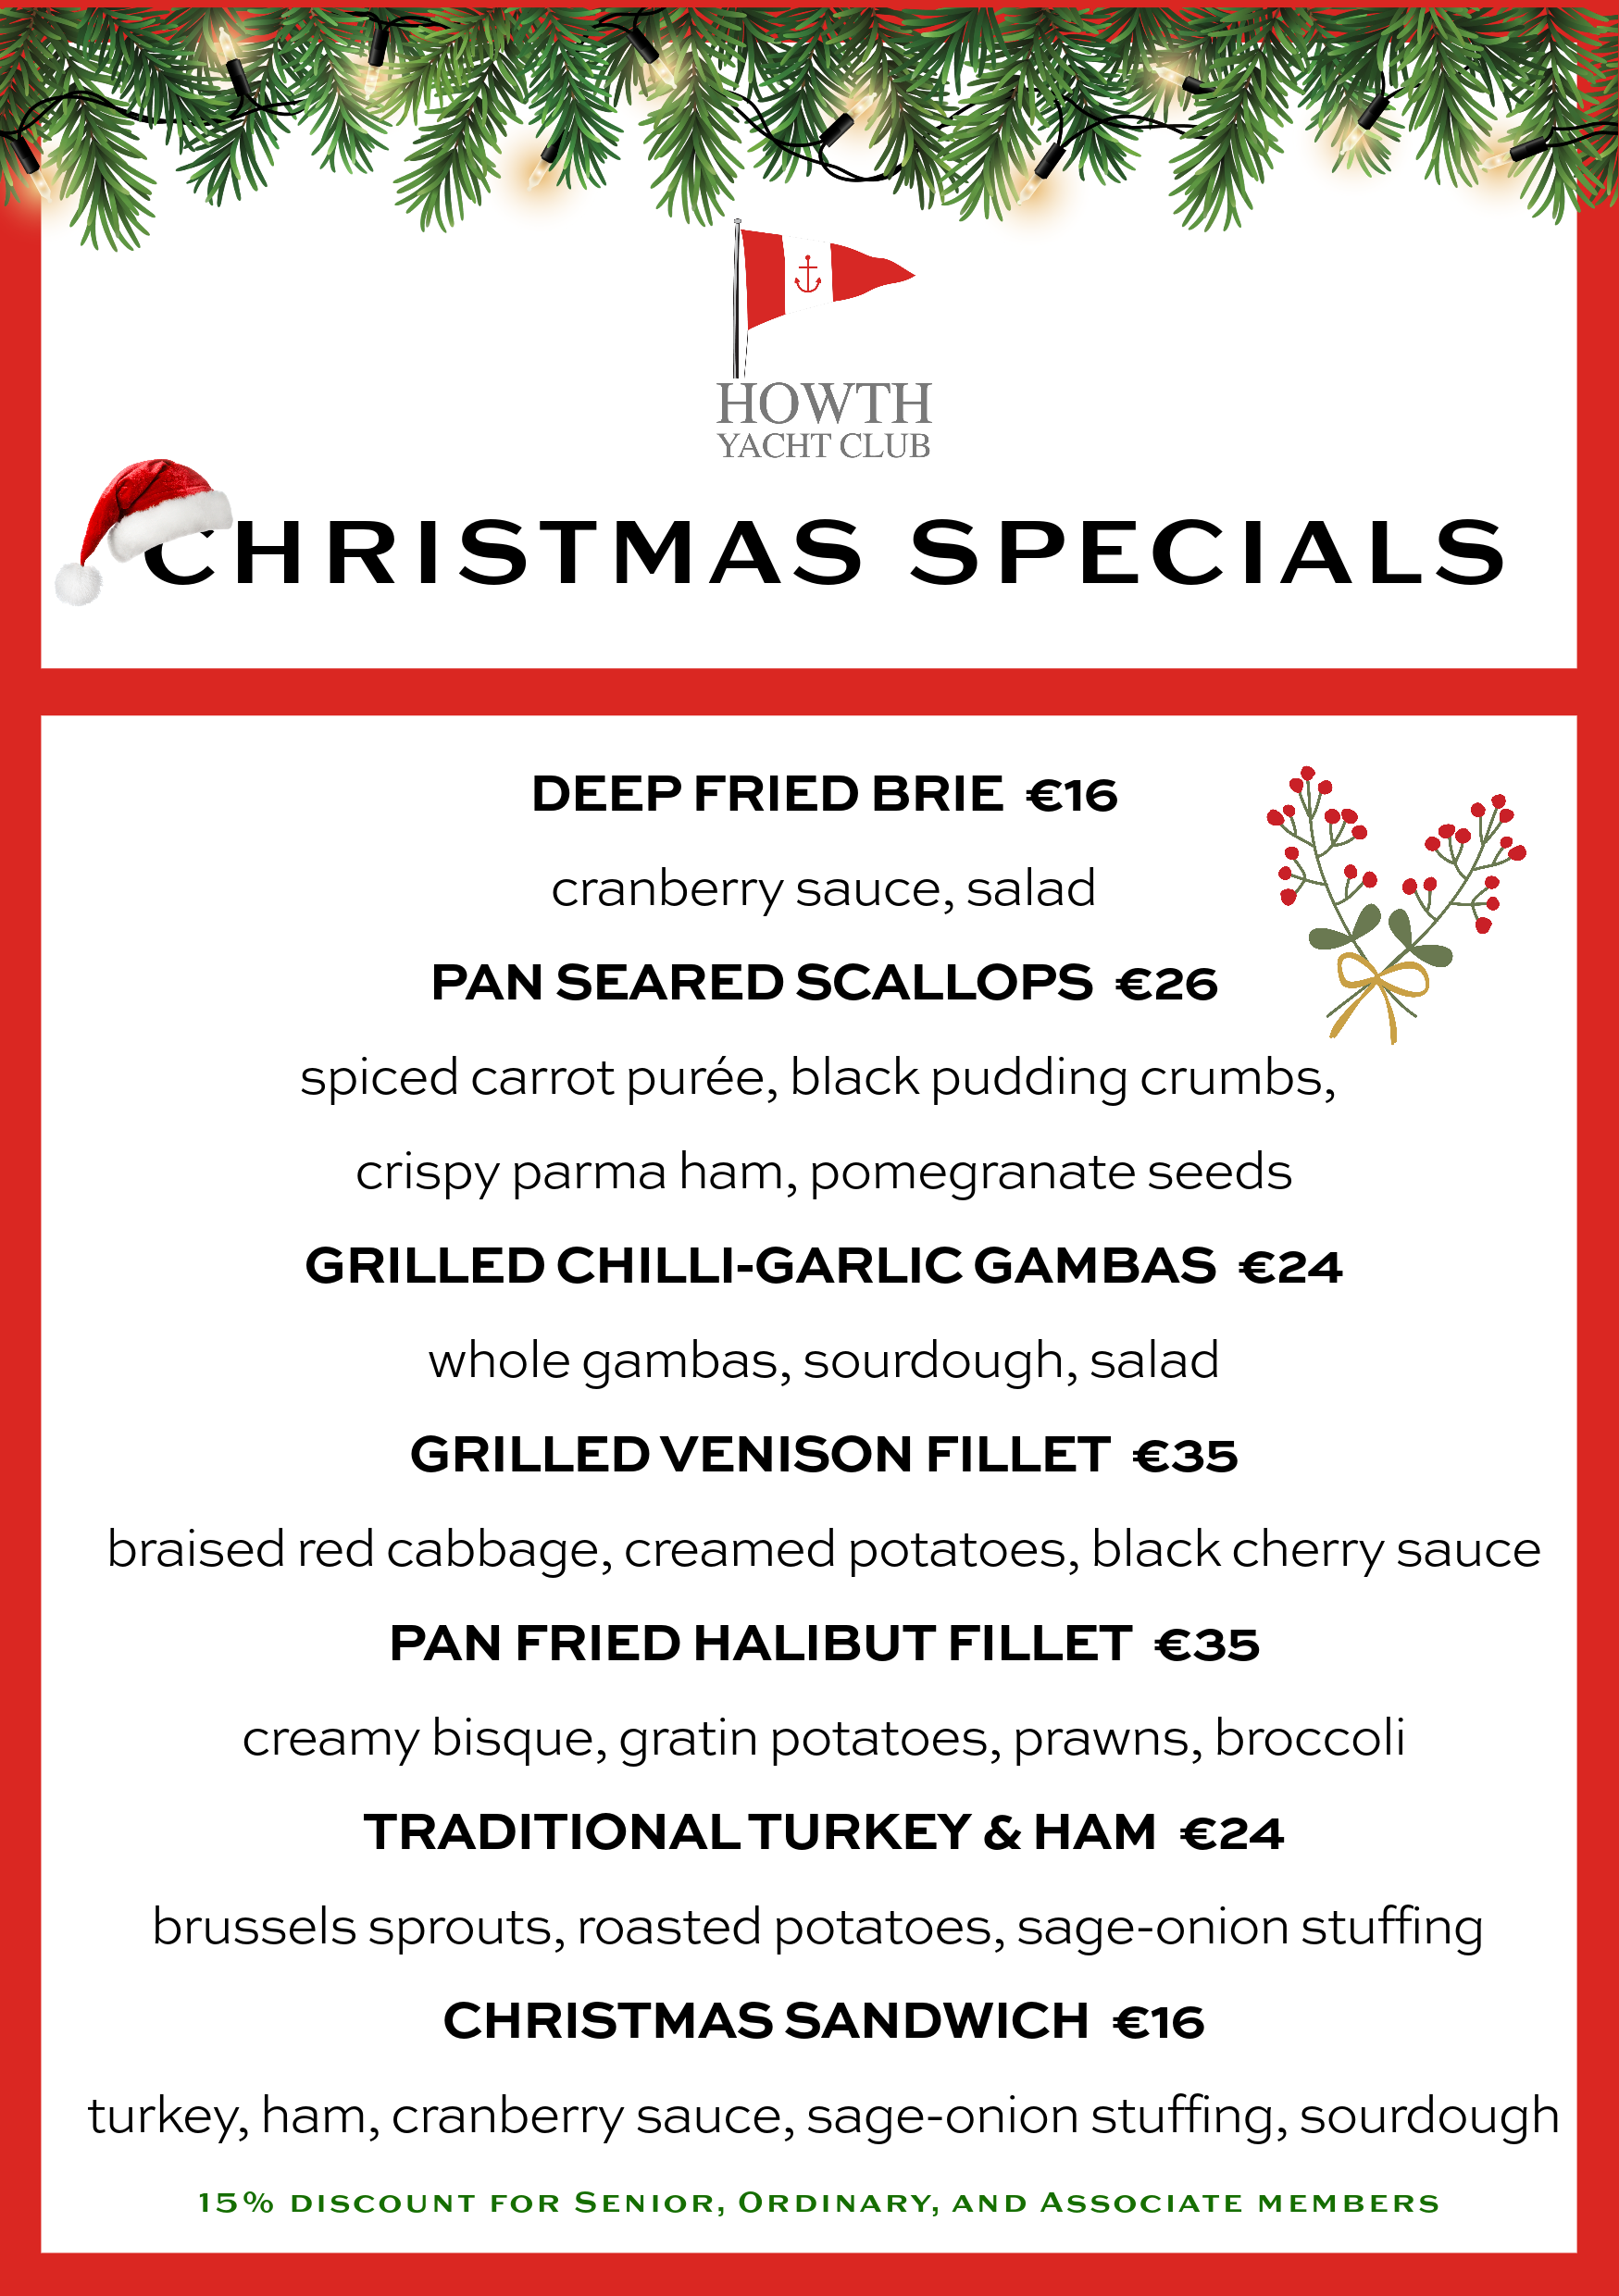 HOWTH
YACHT CLUB
CHRISTMAS SPECIALS
DEEP FRIED BRIE €16
cranberry sauce, salad
PAN SEARED SCALLOPS €26
spiced carrot purée, black pudding crumbs,
crispy parma ham, pomegranate seeds
GRILLED CHILLI-GARLIC GAMBAS €24
whole gambas, sourdough, salad
GRILLED VENISON FILLET €35
braised red cabbage, creamed potatoes, black cherry sauce
PAN FRIED HALIBUT FILLET €35
creamy bisque, gratin potatoes, prawns, broccoli
TRADITIONAL TURKEY & HAM €24
brussels sprouts, roasted potatoes, sage-onion stuffing
CHRISTMAS SANDWICH €16
turkey, ham, cranberry sauce, sage-onion stuffing, sourdough
15% discount for Senior, Ordinary, and Associate members